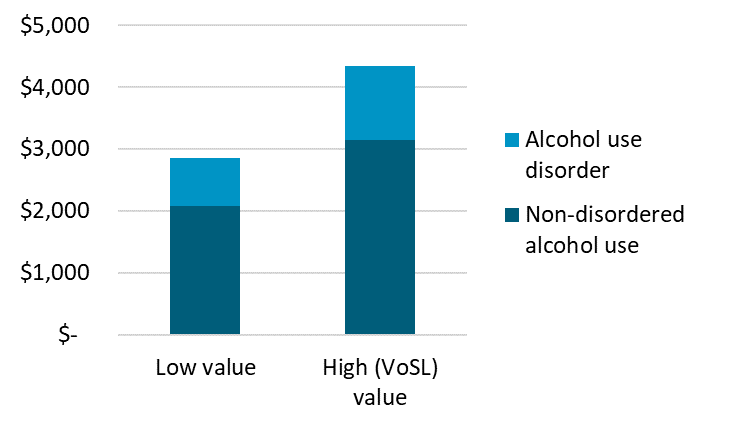 $5,000
$4,000
$3,000
$2,000
$1,000
$-
Low value
High (VoSL)
value
Alcohol use
disorder
Non-disordered
alcohol use